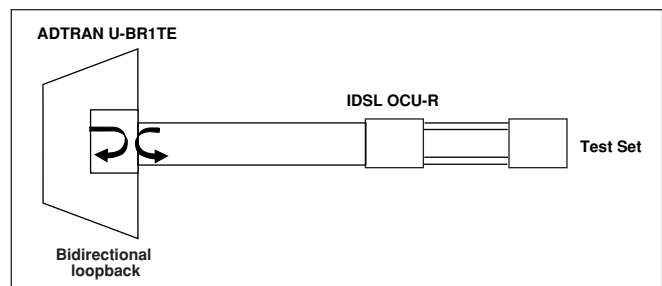 ADTRAN U-BR1TE
IDSL OCU-R
Test Set
Bidirectional
loopback